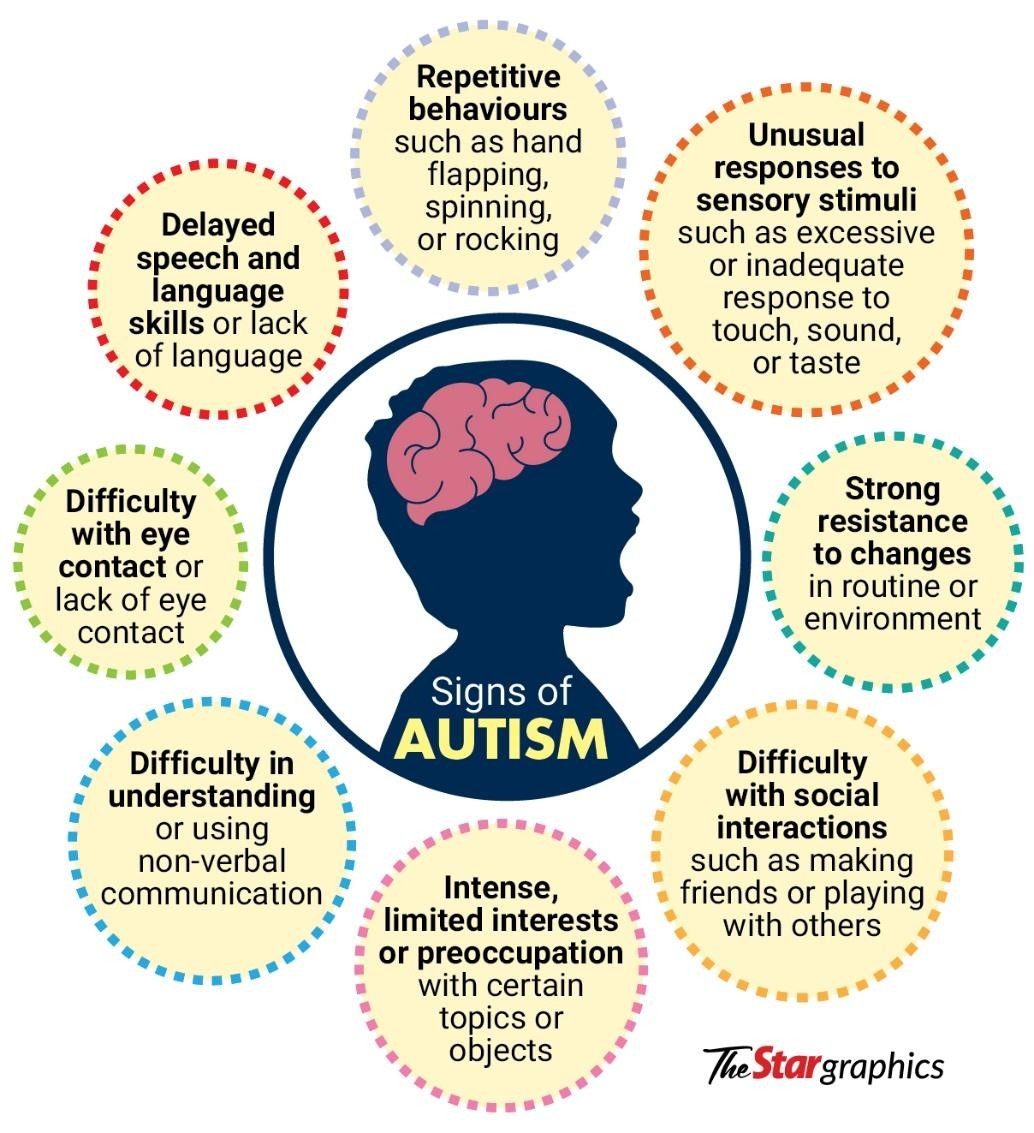 Repetitive
behaviours
such as hand
flapping,
spinning,
or rocking
Unusual
responses to
sensory stimuli
such as excessive
or inadequate
response to
touch, sound,
or taste
Strong
resistance
to changes
in routine or
environment
Difficulty
with social
interactions
such as making
friends or playing
with others
Intense,
limited interests
or preoccupation
with certain
topics or
objects
Difficulty in
understanding
or using
non-verbal
communication
Difficulty
with eye
contact or
lack of eye
contact
Delayed
speech and
language
skills or lack
of language
Signs of
AUTISM
TheStargraphics